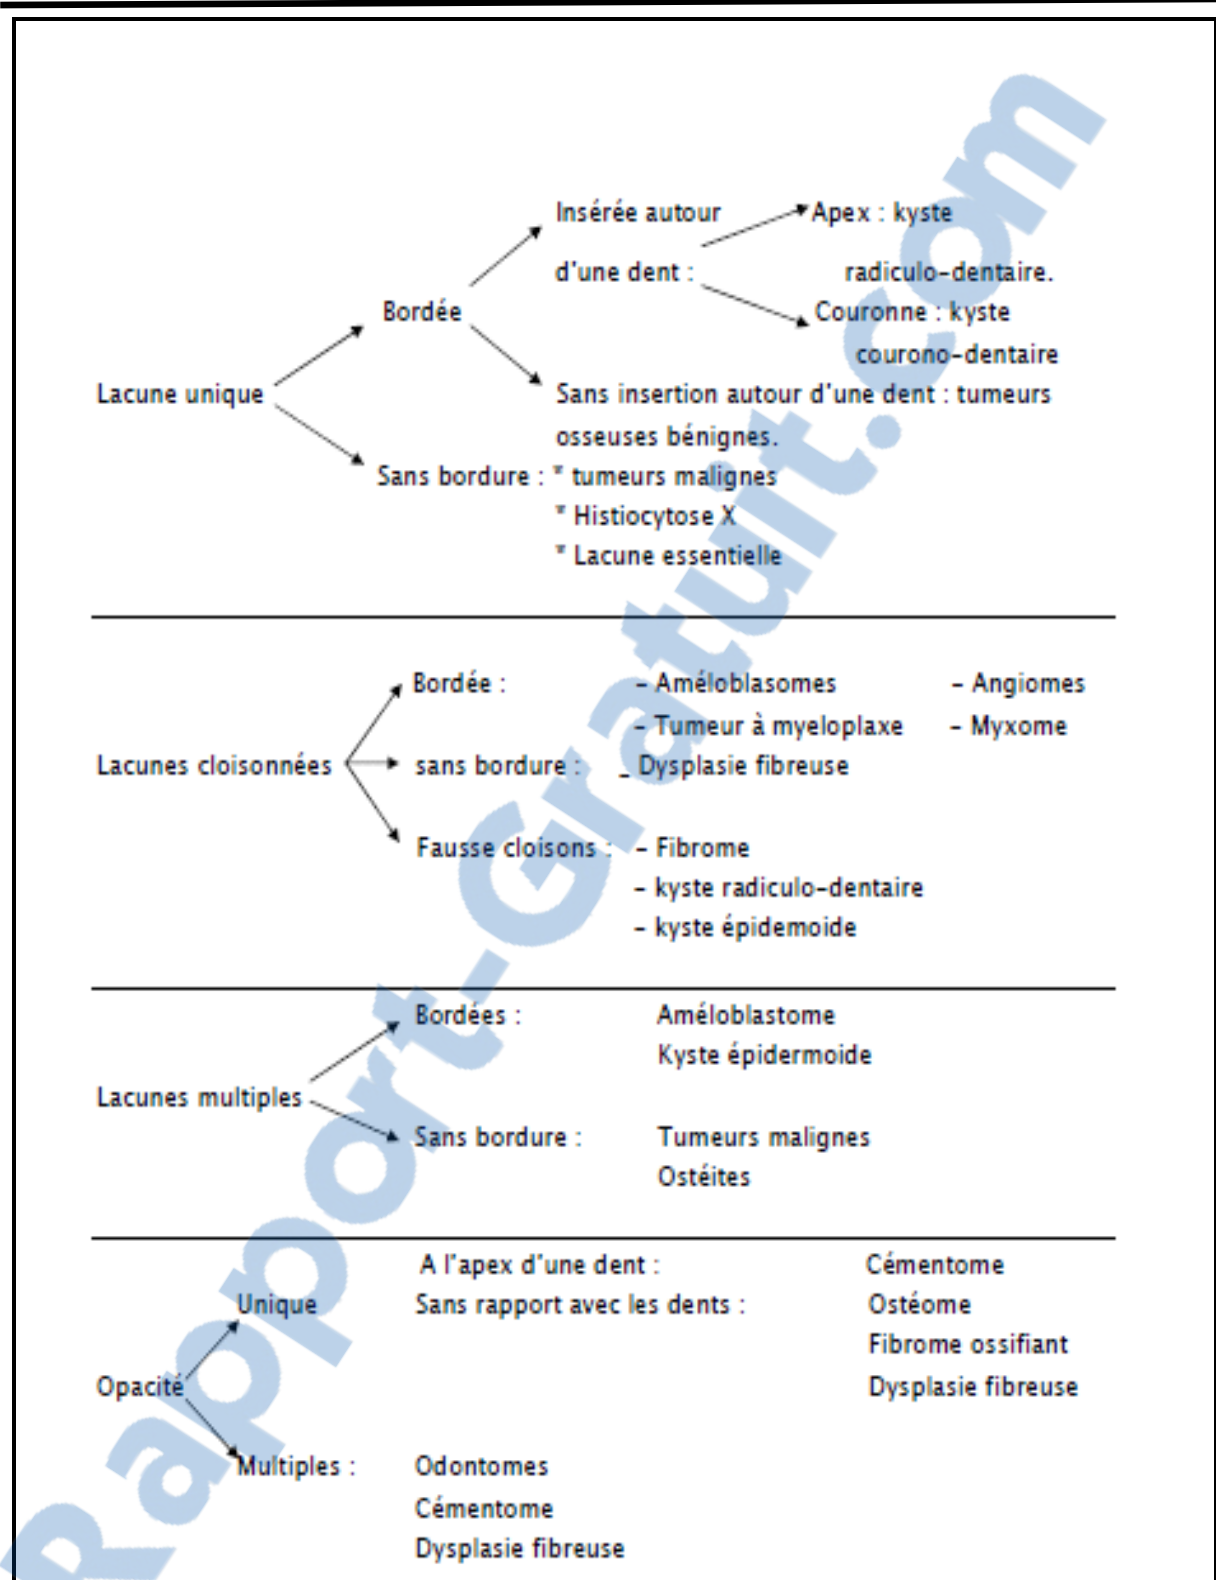 Insérée autour
d'une dent :
Apex : kyste
radiculo-dentaire.
Couronne : kyste
courono-dentaire
Bordée
Lacune unique
Sans insertion autour d'une dent : tumeurs
osseuses bénignes.
Sans bordure : * tumeurs malignes
* Histiocytose X
* Lacune essentielle
Bordée : - Améloblasomes - Angiomes
- Tumeur à myeloplaxe - Myxome
Lacunes cloisonnées sans bordure : _ Dysplasie fibreuse
Fausse cloisons : - Fibrome
- kyste radiculo-dentaire
- kyste épidemoide
Bordées : Améloblastome
Kyste épidermoide
Lacunes multiples
Sans bordure : Tumeurs malignes
Ostéites
A l'apex d'une dent : Cémentome
Unique Sans rapport avec les dents : Ostéome
Fibrome ossifiant
Opacité Dysplasie fibreuse
Multiples : Odontomes
Cémentome
Dysplasie fibreuse
Rapport-Gratuit.com